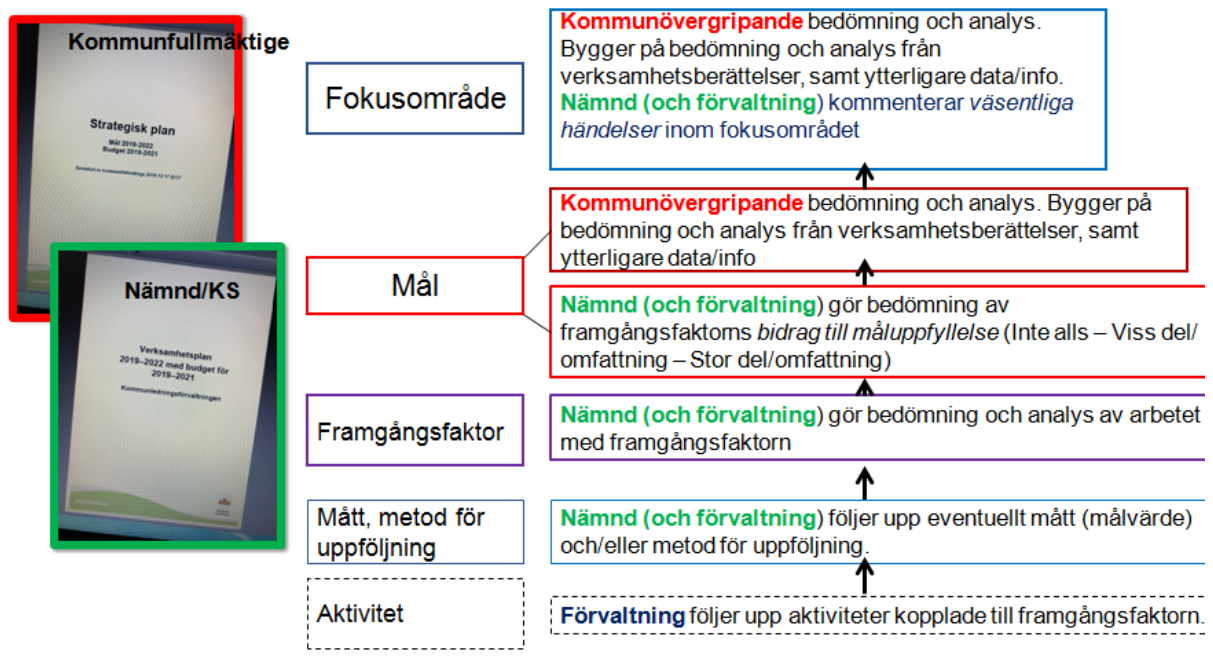 Kommunfullmäktige
Strategisk plan
Mål 2019-2022
Budget 2019-2021
Nämnd/KS
Verksamhetsplan
2019–2022 med budget för
2019–2021
Kommunledningsförvaltningen
Fokusområde
Kommunövergripande bedömning och analys.
Bygger på bedömning och analys från
verksamhetsberättelser, samt ytterligare data/info.
Nämnd (och förvaltning) kommenterar väsentliga
händelser inom fokusområdet
Mål
Kommunövergripande bedömning och analys. Bygger på
bedömning och analys från verksamhetsberättelser, samt
ytterligare data/info
Nämnd (och förvaltning) gör bedömning av
framgångsfaktorns bidrag till måluppfyllelse (Inte alls – Viss del/
omfattning – Stor del/omfattning)
Framgångsfaktor
Nämnd (och förvaltning) gör bedömning och analys av arbetet
med framgångsfaktorn
Mått, metod för
uppföljning
Nämnd (och förvaltning) följer upp eventuellt mått (målvärde)
och/eller metod för uppföljning.
Aktivitet
Förvaltning följer upp aktiviteter kopplade till framgångsfaktorn.